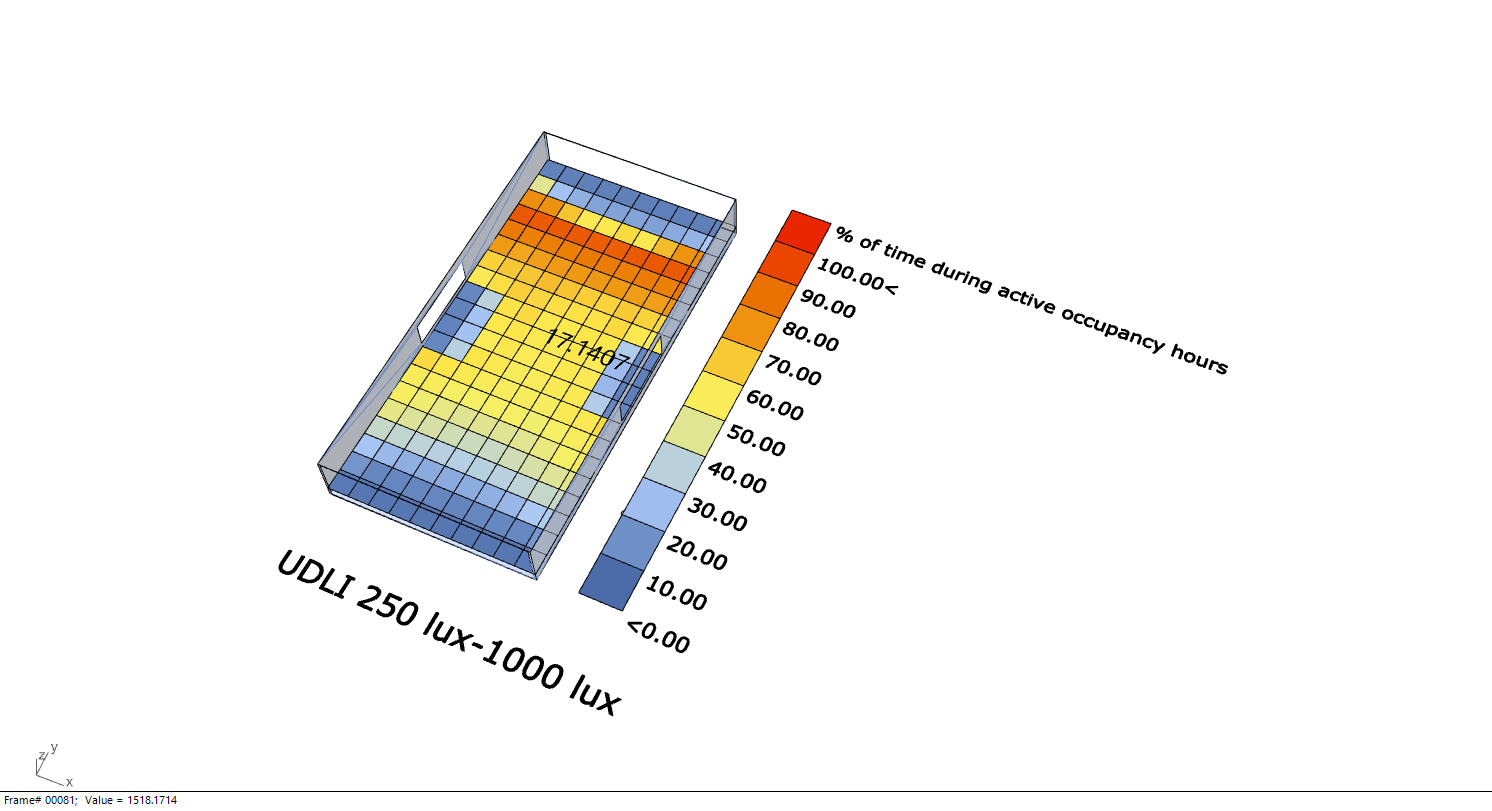 % of time during active occupancy hours
100.00<
90.00
80.00
70.00
60.00
50.00
40.00
30.00
20.00
10.00
<0.00
17.1407
UDLI 250 lux-1000 lux
z y
x
Frame# 00081; Value = 1518.1714